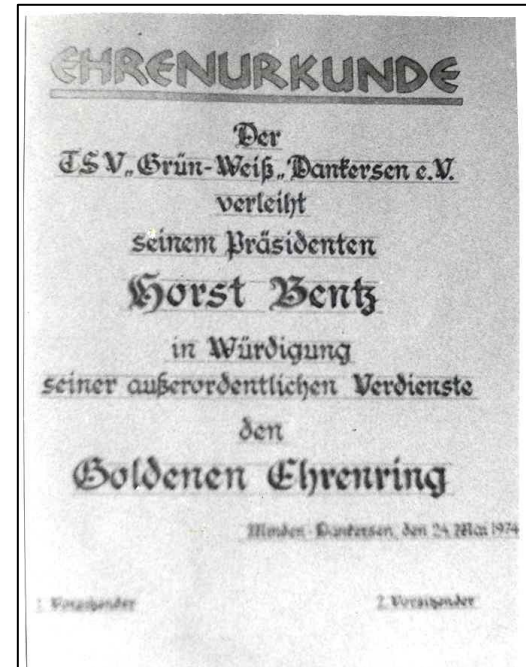 EHRENURKUNDE
Der
TSV „Grün-Weiß„ Dankersen e.V.
verleiht
seinem Präsidenten
Horst Bentz
in Würdigung
seiner außerordentlichen Verdienste
den
Goldenen Ehrenring
Minden-Dankersen, den 24. Mai 1974
1. Vorsitzender 2. Vorsitzender